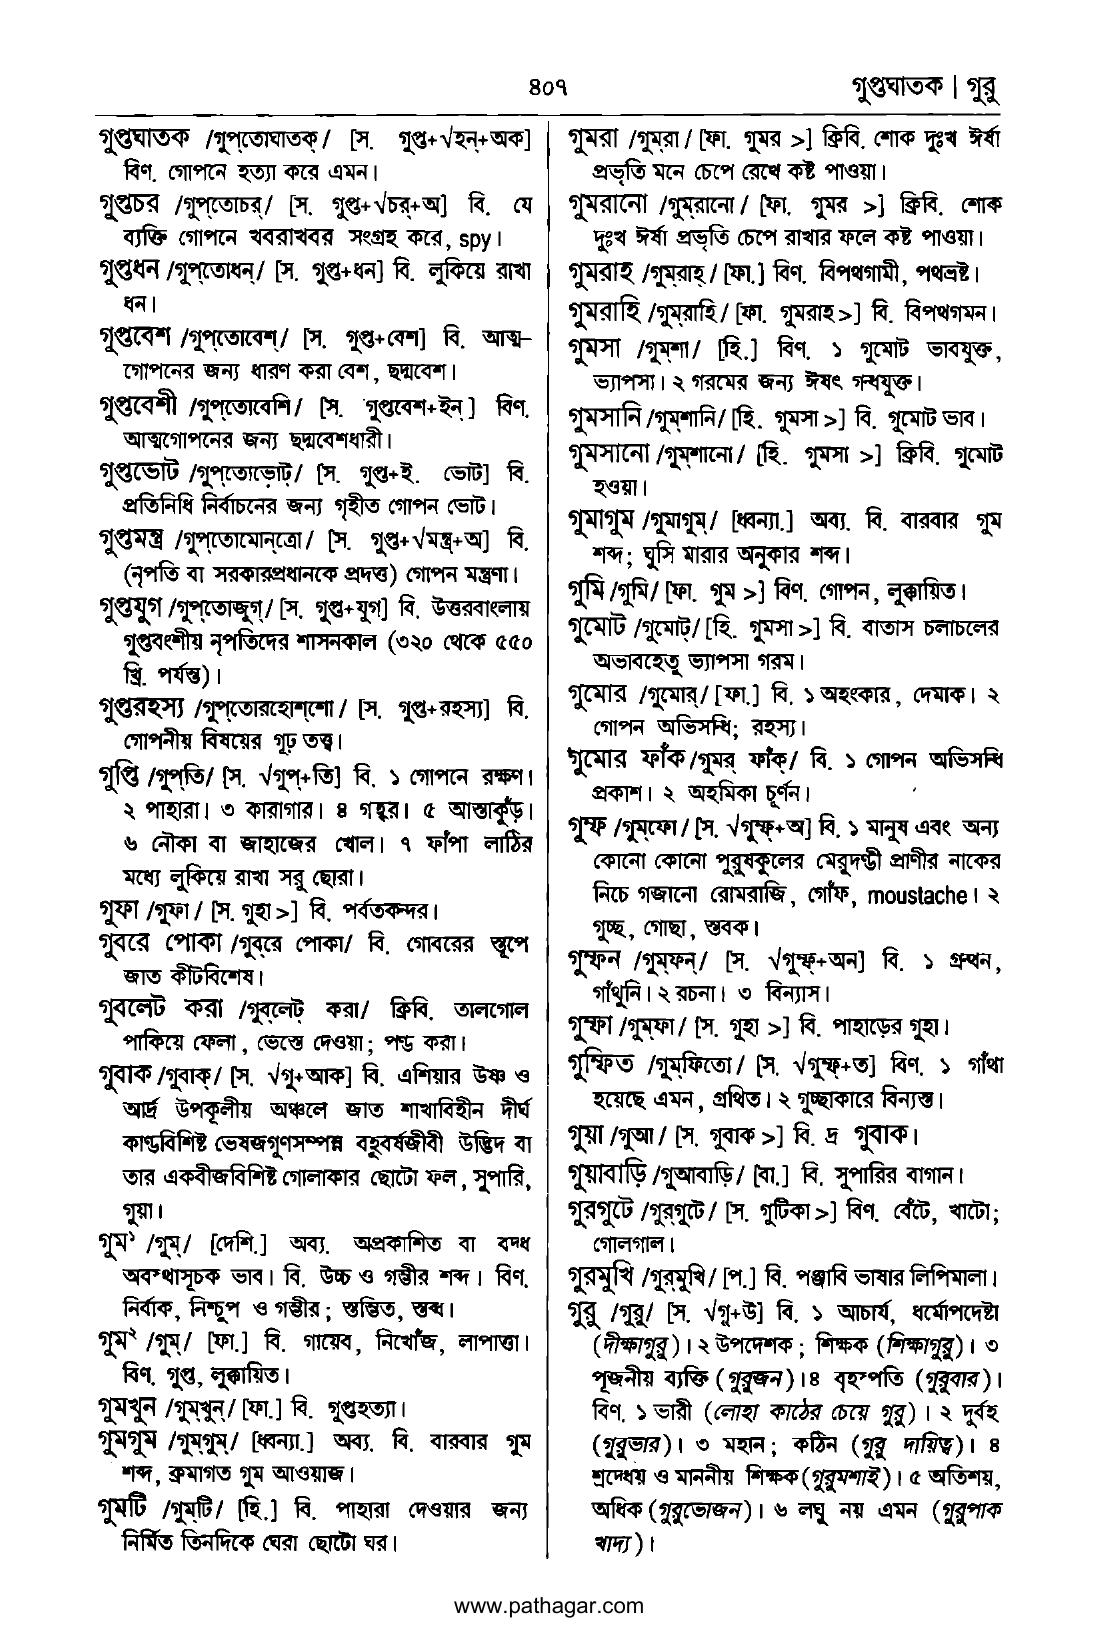 ৪০৭
গুপ্তঘাতক | গুরু
গুপ্তঘাতক /গুপ্‌তোঘাতক্/ [স. গুপ্ত+√হন্+অক]
বিণ. গোপনে হত্যা করে এমন।
গুপ্তচর /গুপ্‌তোচর্/ [স. গুপ্ত+√চর্+অ] বি. যে
ব্যক্তি গোপনে খবরাখবর সংগ্রহ করে, spy।
গুপ্তধন /গুপ্‌তোধন্/ [স. গুপ্ত+ধন] বি. লুকিয়ে রাখা
ধন।
গুপ্তবেশ /গুপ্‌তোবেশ্/ [স. গুপ্ত+বেশ] বি. আত্ম-
গোপনের জন্য ধারণ করা বেশ, ছদ্মবেশ।
গুপ্তবেশী /গুপ্‌তোবেশি/ [স. গুপ্তবেশ+ইন্] বিণ.
আত্মগোপনের জন্য ছদ্মবেশধারী।
গুপ্তভোট /গুপ্‌তোভোট্/ [স. গুপ্ত+ই. ভোট] বি.
প্রতিনিধি নির্বাচনের জন্য গৃহীত গোপন ভোট।
গুপ্তমন্ত্র /গুপ্‌তোমোন্‌ত্রো/ [স. গুপ্ত+√মন্ত্র্+অ] বি.
(নৃপতি বা সরকারপ্রধানকে প্রদত্ত) গোপন মন্ত্রণা।
গুপ্তযুগ /গুপ্‌তোজুগ্/ [স. গুপ্ত+যুগ] বি. উত্তরবাংলায়
গুপ্তবংশীয় নৃপতিদের শাসনকাল (৩২০ থেকে ৫৫০
খ্রি. পর্যন্ত)।
গুপ্তরহস্য /গুপ্‌তোরহোশ্‌শো/ [স. গুপ্ত+রহস্য] বি.
গোপনীয় বিষয়ের গূঢ় তত্ত্ব।
গুপ্তি /গুপ্‌তি/ [স. √গুপ্+তি] বি. ১ গোপনে রক্ষণ।
২ পাহারা। ৩ কারাগার। ৪ গহ্বর। ৫ আস্তাকুঁড়।
৬ নৌকা বা জাহাজের খোল। ৭ ফাঁপা লাঠির
মধ্যে লুকিয়ে রাখা সরু ছোরা।
গুফা /গুফা/ [স. গুহা>] বি. পর্বতকন্দর।
গুবরে পোকা /গুব্‌রে পোকা/ বি. গোবরের স্তূপে
জাত কীটবিশেষ।
গুবলেট করা /গুব্‌লেট্ করা/ ক্রিবি. তালগোল
পাকিয়ে ফেলা, ভেস্তে দেওয়া; পণ্ড করা।
গুবাক /গুবাক্/ [স. √গু+আক] বি. এশিয়ার উষ্ণ ও
আর্দ্র উপকূলীয় অঞ্চলে জাত শাখাবিহীন দীর্ঘ
কাণ্ডবিশিষ্ট ভেষজগুণসম্পন্ন বহুবর্ষজীবী উদ্ভিদ বা
তার একবীজবিশিষ্ট গোলাকার ছোটো ফল, সুপারি,
গুয়া।
গুম১ /গুম্/ [দেশি.] অব্য. অপ্রকাশিত বা বদ্ধ
অবস্থাসূচক ভাব। বি. উচ্চ ও গম্ভীর শব্দ। বিণ.
নির্বাক, নিশ্চুপ ও গম্ভীর; স্তম্ভিত, স্তব্ধ।
গুম২ /গুম্/ [ফা.] বি. গায়েব, নিখোঁজ, লাপাত্তা।
বিণ. গুপ্ত, লুক্কায়িত।
গুমখুন /গুম্‌খুন্/ [ফা.] বি. গুপ্তহত্যা।
গুমগুম /গুম্‌গুম্/ [ধ্বন্যা.] অব্য. বি. বারবার গুম
শব্দ, ক্রমাগত গুম আওয়াজ।
গুমটি /গুম্‌টি/ [হি.] বি. পাহারা দেওয়ার জন্য
নির্মিত তিনদিকে ঘেরা ছোটো ঘর।
গুমরা /গুম্‌রা/ [ফা. গুমর >] ক্রিবি. শোক দুঃখ ঈর্ষা
প্রভৃতি মনে চেপে রেখে কষ্ট পাওয়া।
গুমরানো /গুম্‌রানো/ [ফা. গুমর >] ক্রিবি. শোক
দুঃখ ঈর্ষা প্রভৃতি চেপে রাখার ফলে কষ্ট পাওয়া।
গুমরাহ /গুম্‌রাহ্/ [ফা.] বিণ. বিপথগামী, পথভ্রষ্ট।
গুমরাহি /গুম্‌রাহি/ [ফা. গুমরাহ>] বি. বিপথগমন।
গুমসা /গুম্‌শা/ [হি.] বিণ. ১ গুমোট ভাবযুক্ত,
ভ্যাপসা। ২ গরমের জন্য ঈষৎ গন্ধযুক্ত।
গুমসানি /গুম্‌শানি/ [হি. গুমসা >] বি. গুমোট ভাব।
গুমসানো /গুম্‌শানো/ [হি. গুমসা >] ক্রিবি. গুমোট
হওয়া।
গুমাগুম /গুমাগুম্/ [ধ্বন্যা.] অব্য. বি. বারবার গুম
শব্দ; ঘুসি মারার অনুকার শব্দ।
গুমি /গুমি/ [ফা. গুম >] বিণ. গোপন, লুক্কায়িত।
গুমোট /গুমোট্/ [হি. গুমসা >] বি. বাতাস চলাচলের
অভাবহেতু ভ্যাপসা গরম।
গুমোর /গুমোর্/ [ফা.] বি. ১ অহংকার, দেমাক। ২
গোপন অভিসন্ধি; রহস্য।
গুমোর ফাঁক /গুমর্ ফাঁক্/ বি. ১ গোপন অভিসন্ধি
প্রকাশ। ২ অহমিকা চূর্ণন।
গুম্ফ /গুম্‌ফো/ [স. √গুম্ফ্+অ] বি. ১ মানুষ এবং অন্য
কোনো কোনো পুরুষকুলের মেরুদণ্ডী প্রাণীর নাকের
নিচে গজানো রোমরাজি, গোঁফ, moustache। ২
গুচ্ছ, গোছা, স্তবক।
গুম্ফন /গুম্‌ফন্/ [স. √গুম্ফ্+অন] বি. ১ গ্রন্থন,
গাঁথুনি। ২ রচনা। ৩ বিন্যাস।
গুম্ফা /গুম্‌ফা/ [স. গুহা >] বি. পাহাড়ের গুহা।
গুম্ফিত /গুম্‌ফিতো/ [স. √গুম্ফ্+ত] বিণ. ১ গাঁথা
হয়েছে এমন, গ্রথিত। ২ গুচ্ছাকারে বিন্যস্ত।
গুয়া /গুআ/ [স. গুবাক >] বি. দ্র গুবাক।
গুয়াবাড়ি /গুআবাড়ি/ [বা.] বি. সুপারির বাগান।
গুরগুটে /গুর্‌গুটে/ [স. গুটিকা>] বিণ. বেঁটে, খাটো;
গোলগাল।
গুরমুখি /গুর্‌মুখি/ [প.] বি. পঞ্জাবি ভাষার লিপিমালা।
গুরু /গুরু/ [স. √গৃ+উ] বি. ১ আচার্য, ধর্মোপদেষ্টা
(দীক্ষাগুরু)। ২ উপদেশক; শিক্ষক (শিক্ষাগুরু)। ৩
পূজনীয় ব্যক্তি (গুরুজন)। ৪ বৃহস্পতি (গুরুবার)।
বিণ. ১ ভারী (লোহা কাঠের চেয়ে গুরু)। ২ দুর্বহ
(গুরুভার)। ৩ মহান; কঠিন (গুরু দায়িত্ব)। ৪
শ্রদ্ধেয় ও মাননীয় শিক্ষক (গুরুমশাই)। ৫ অতিশয়,
অধিক (গুরুভোজন)। ৬ লঘু নয় এমন (গুরুপাক
খাদ্য)।
www.pathagar.com